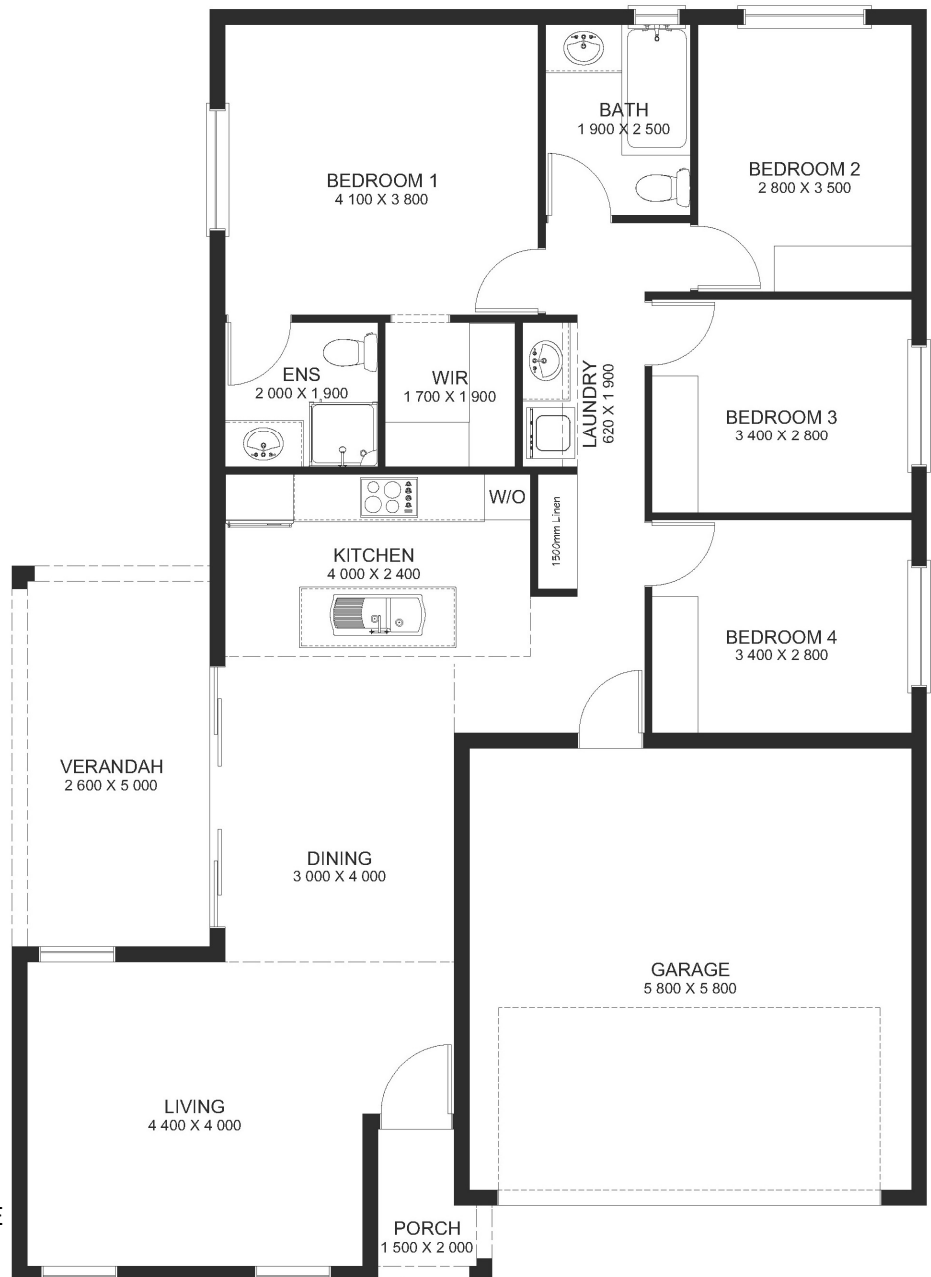 BATH
1 900 X 2 500
BEDROOM 1
4 100 X 3 800
BEDROOM 2
2 800 X 3 500
ENS
2 000 X 1,900
WIR
1 700 X 1 900
LAUNDRY
620 X 1 900
BEDROOM 3
3 400 X 2 800
W/O
1500mm Linen
KITCHEN
4 000 X 2 400
BEDROOM 4
3 400 X 2 800
VERANDAH
2 600 X 5 000
DINING
3 000 X 4 000
GARAGE
5 800 X 5 800
LIVING
4 400 X 4 000
PORCH
1 500 X 2 000